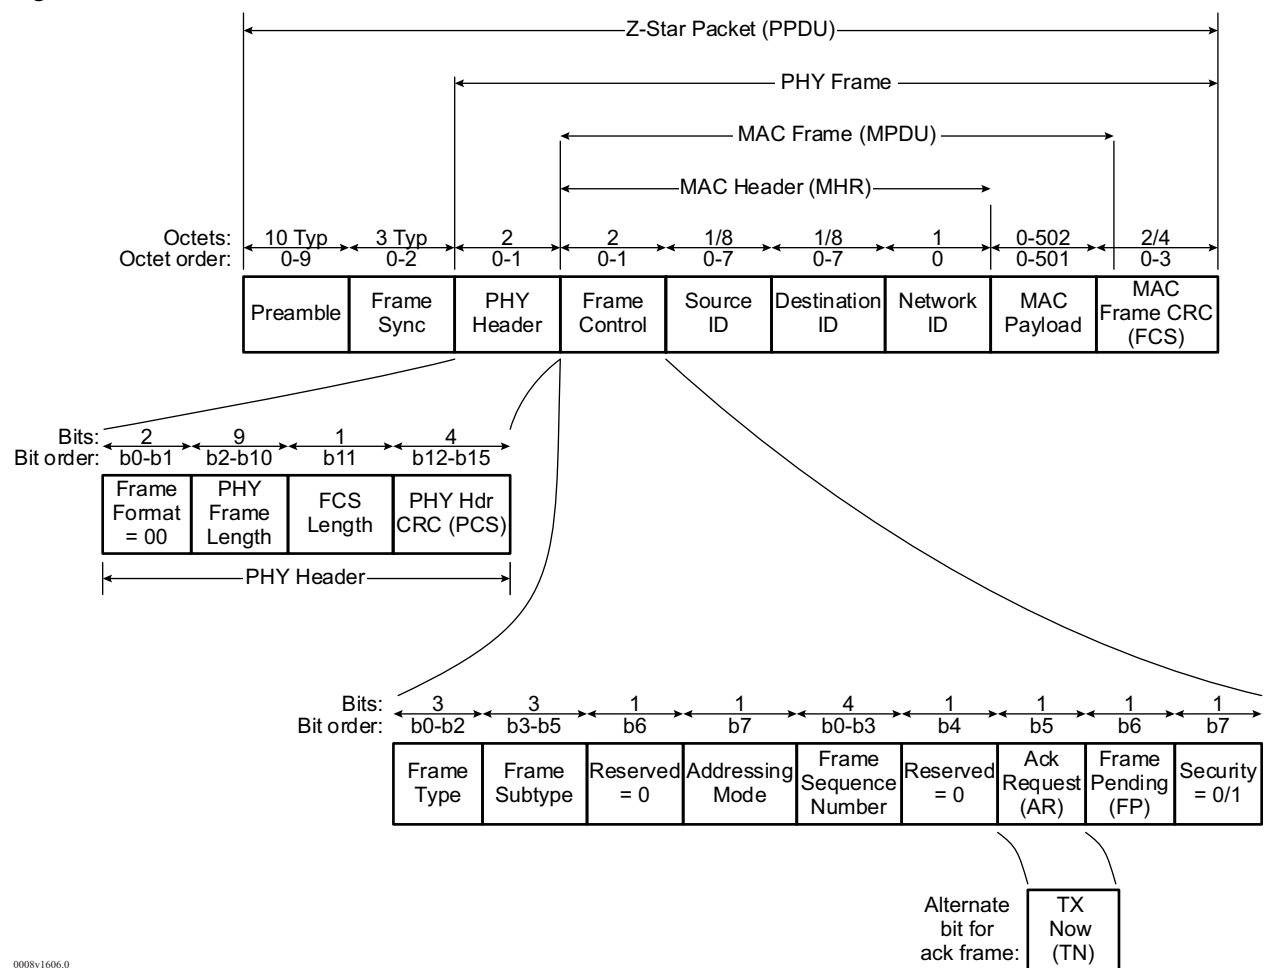 Z-Star Packet (PPDU)
PHY Frame
MAC Frame (MPDU)
MAC Header (MHR)
Octets: 10 Typ 3 Typ 2 2 1/8 1/8 1 0-502 2/4
Octet order: 0-9 0-2 0-1 0-1 0-7 0-7 0 0-501 0-3
Preamble
Frame
Sync
PHY
Header
Frame
Control
Source
ID
Destination
ID
Network
ID
MAC
Payload
MAC
Frame CRC
(FCS)
Bits: 2 9 1 4
Bit order: b0-b1 b2-b10 b11 b12-b15
Frame
Format
= 00
PHY
Frame
Length
FCS
Length
PHY Hdr
CRC (PCS)
PHY Header
Bits: 3 3 1 1 4 1 1 1 1
Bit order: b0-b2 b3-b5 b6 b7 b0-b3 b4 b5 b6 b7
Frame
Type
Frame
Subtype
Reserved
= 0
Addressing
Mode
Frame
Sequence
Number
Reserved
= 0
Ack
Request
(AR)
Frame
Pending
(FP)
Security
= 0/1
Alternate
bit for
ack frame:
TX
Now
(TN)
0008v1606.0